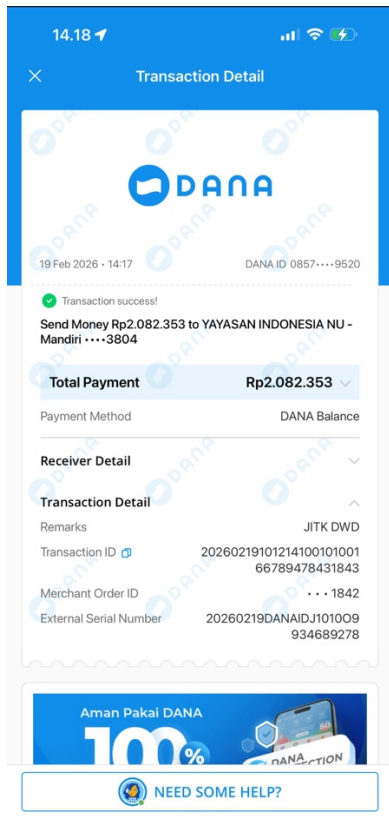 14.18
Transaction Detail
DANA
19 Feb 2026 • 14:17
DANA ID 0857••••9520
Transaction success!
Send Money Rp2.082.353 to YAYASAN INDONESIA NU -
Mandiri ••••3804
Total Payment
Rp2.082.353
Payment Method
DANA Balance
Receiver Detail
Transaction Detail
Remarks
JITK DWD
Transaction ID
20260219101214100101001
66789478431843
Merchant Order ID
• • • 1842
External Serial Number
20260219DANAIDJ1010O9
934689278
Aman Pakai DANA
100%
DANA
PROTECTION
NEED SOME HELP?